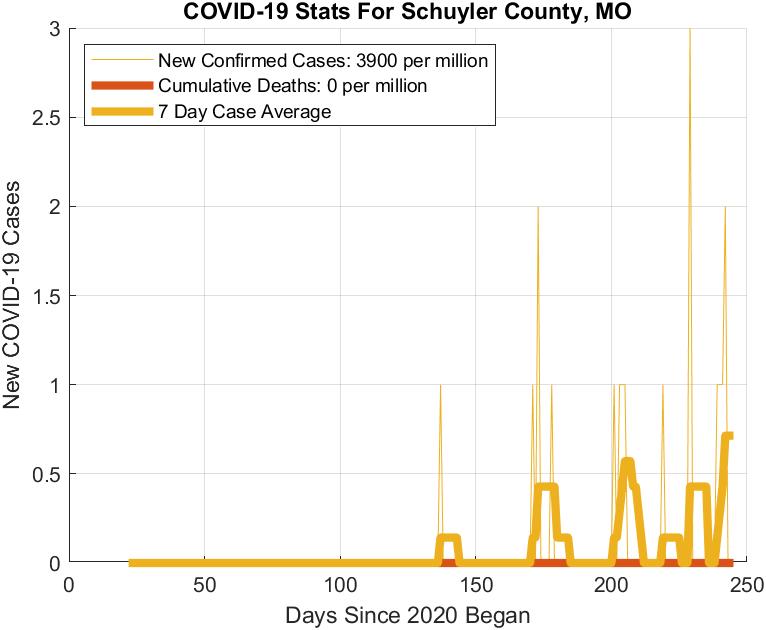 COVID-19 Stats For Schuyler County, MO
New Confirmed Cases: 3900 per million
Cumulative Deaths: 0 per million
7 Day Case Average
New COVID-19 Cases
3
2.5
2
1.5
1
0.5
0
0 50 100 150 200 250
Days Since 2020 Began